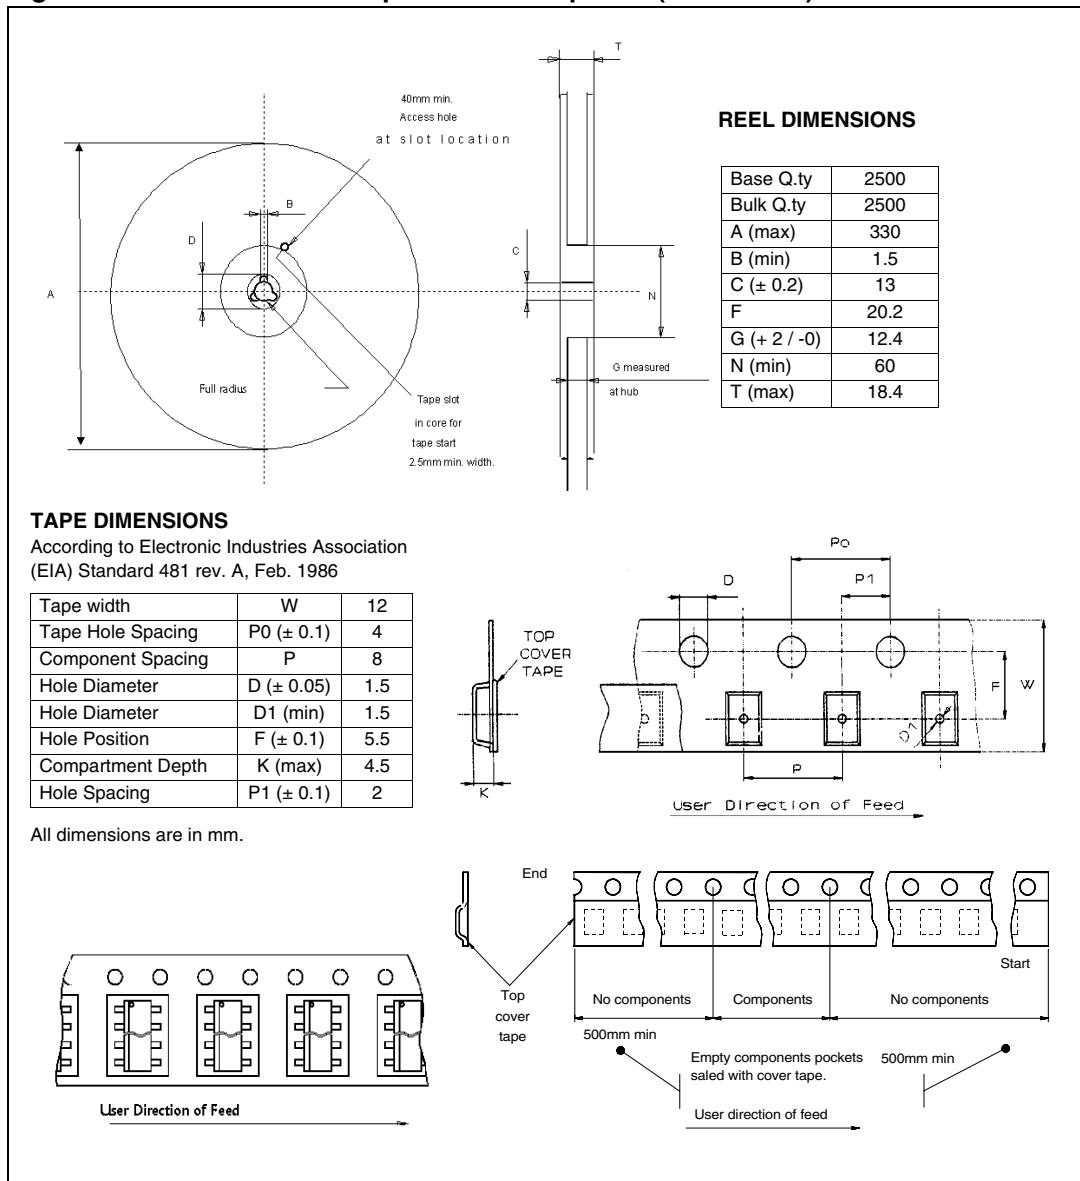 T
40mm min.
Access hole
at slot location
B
D
A
C
N
Full radius
Tape slot
in core for
tape start
2.5mm min. width.
G measured
at hub
REEL DIMENSIONS
Base Q.ty 2500
Bulk Q.ty 2500
A (max) 330
B (min) 1.5
C (± 0.2) 13
F 20.2
G (+ 2 / -0) 12.4
N (min) 60
T (max) 18.4
TAPE DIMENSIONS
According to Electronic Industries Association
(EIA) Standard 481 rev. A, Feb. 1986
Tape width W 12
Tape Hole Spacing P0 (± 0.1) 4
Component Spacing P 8
Hole Diameter D (± 0.05) 1.5
Hole Diameter D1 (min) 1.5
Hole Position F (± 0.1) 5.5
Compartment Depth K (max) 4.5
Hole Spacing P1 (± 0.1) 2
All dimensions are in mm.
TOP
COVER
TAPE
K
Po
D
P1
F
W
D1
P
User Direction of Feed
End
Start
Top
cover
tape
No components
Components
No components
500mm min
Empty components pockets
saled with cover tape.
500mm min
User direction of feed
User Direction of Feed